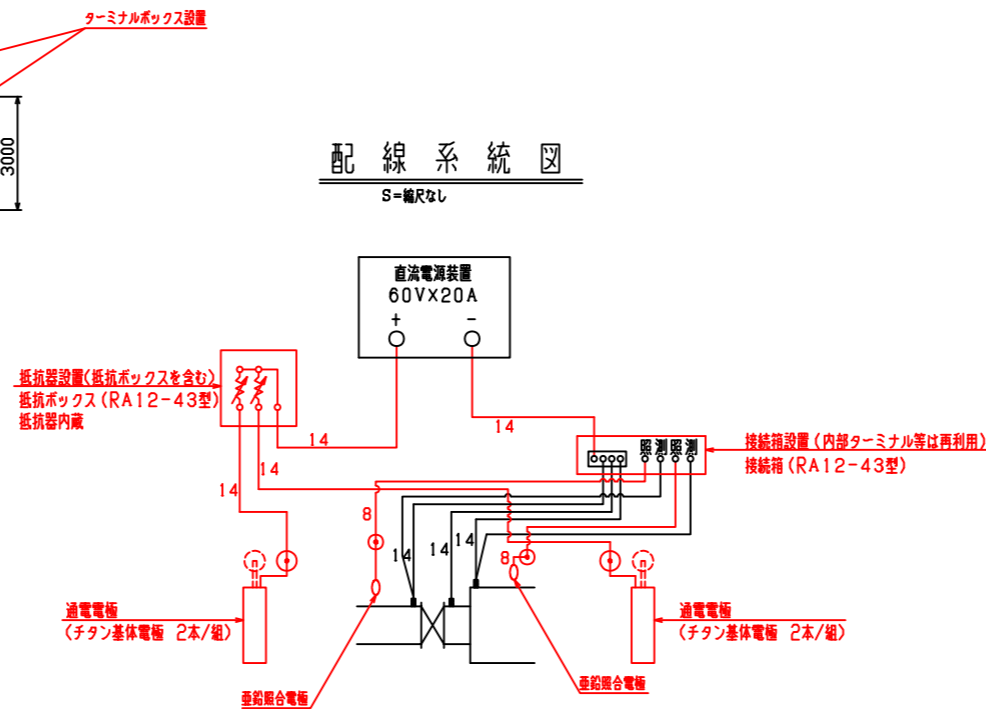 ターミナルボックス設置
3000
配線系統図
S=縮尺なし
直流電源装置
60V×20A
+ -
抵抗器設置(抵抗ボックスを含む)
抵抗ボックス(RA12-43型)
抵抗器内蔵
14
14
照 測 照 測
接続箱設置(内部ターミナル等は再利用)
接続箱(RA12-43型)
14
14
8
14
14
14
8
n
n
通電電極
(チタン基体電極 2本/組)
通電電極
(チタン基体電極 2本/組)
亜鉛照合電極
亜鉛照合電極